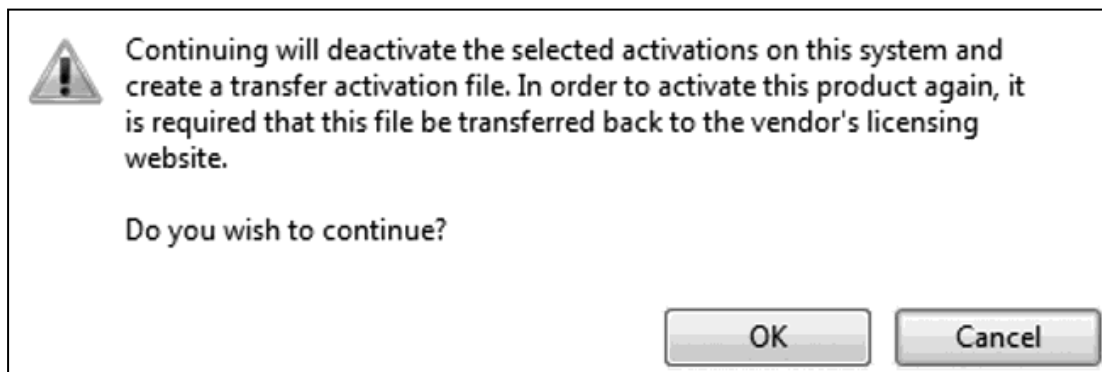 Continuing will deactivate the selected activations on this system and
create a transfer activation file. In order to activate this product again, it
is required that this file be transferred back to the vendor's licensing
website.
Do you wish to continue?
OK
Cancel